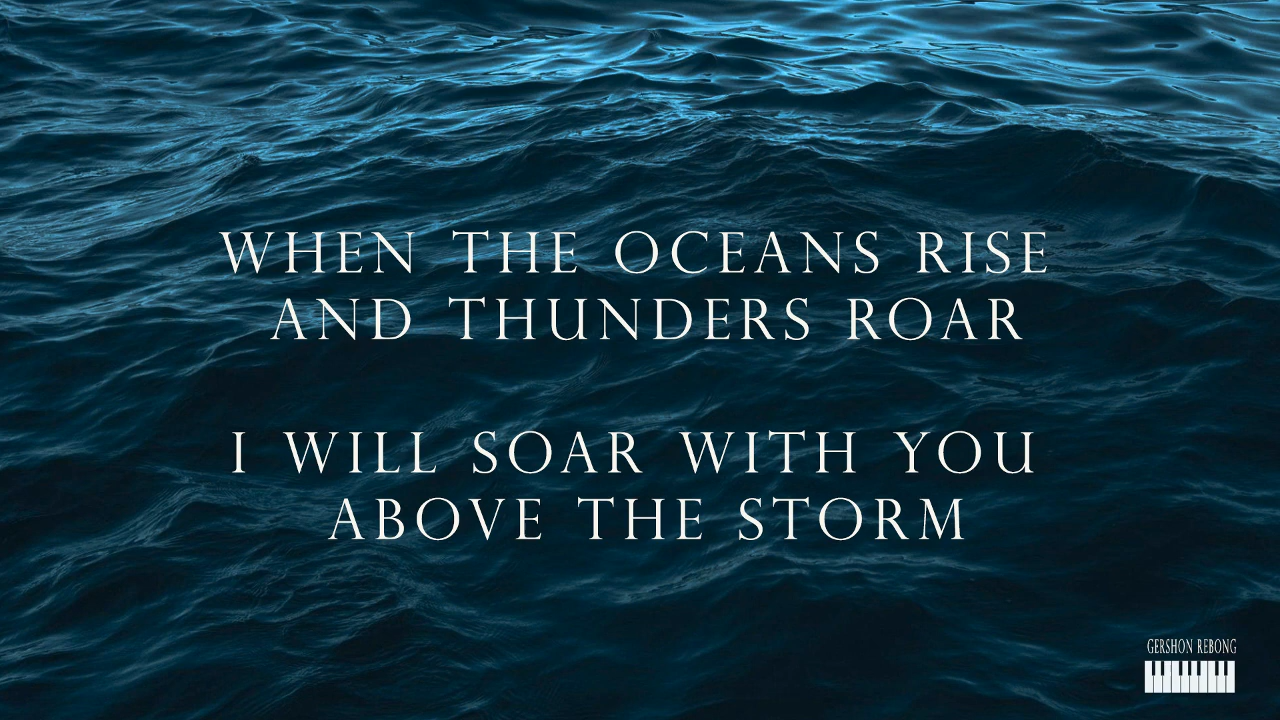 WHEN THE OCEANS RISE
AND THUNDERS ROAR
I WILL SOAR WITH YOU
ABOVE THE STORM
GERSHON REBONG